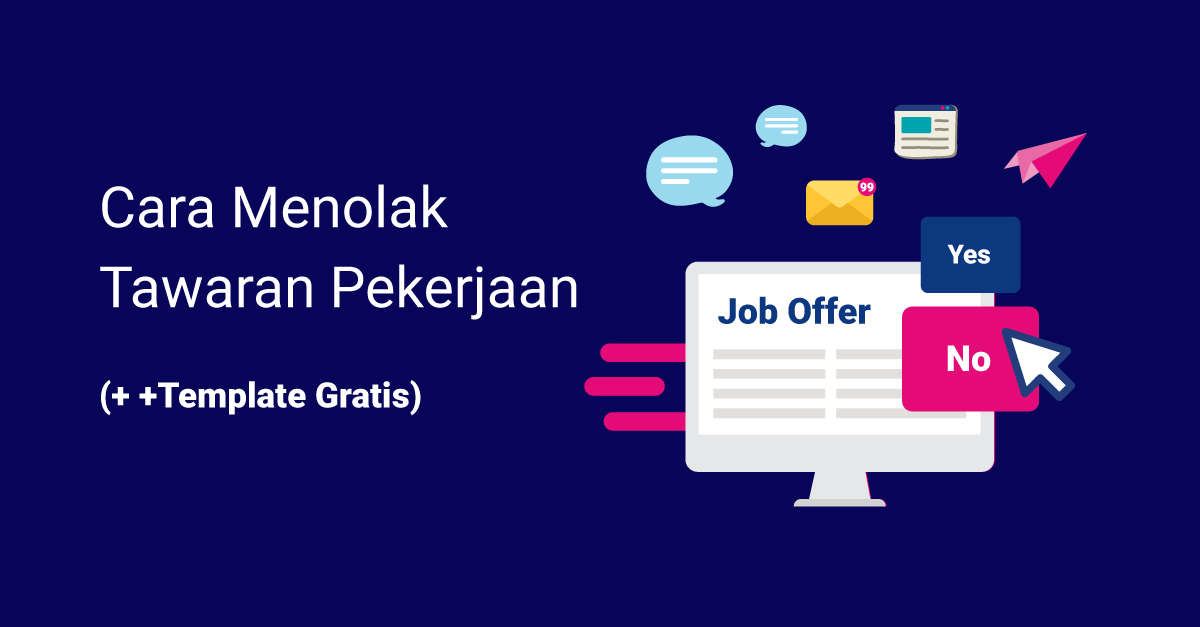 Cara Menolak
Tawaran Pekerjaan
(+ +Template Gratis)
99
Yes
Job Offer
No